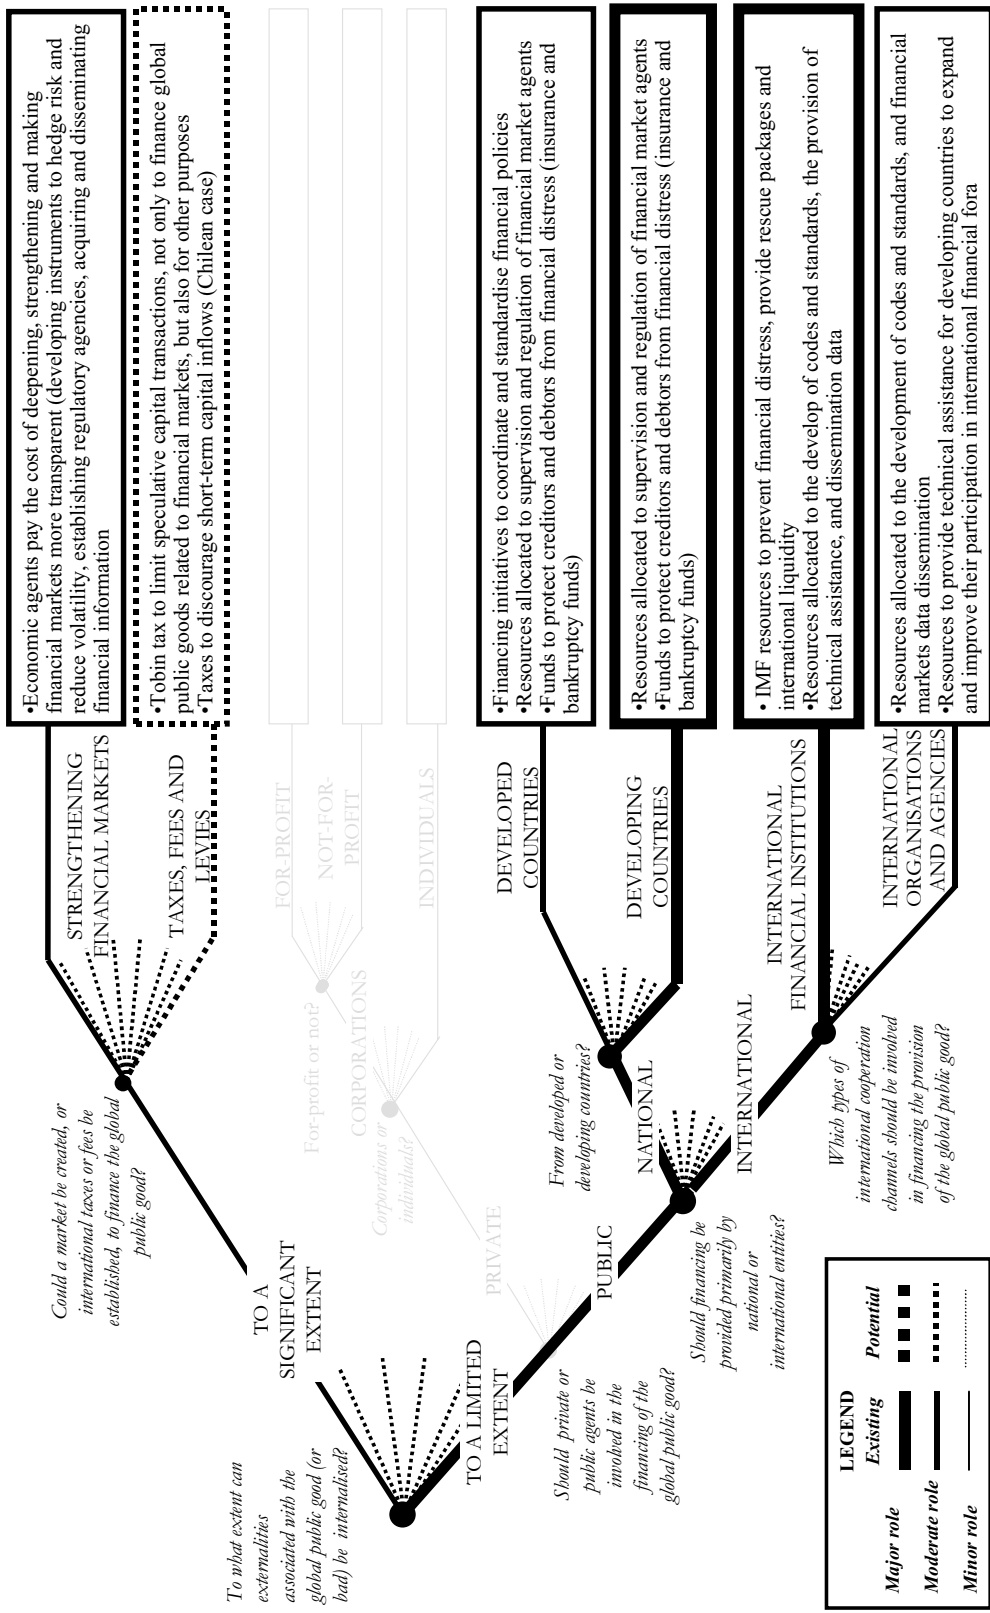 To what extent can
externalities
associated with the
global public good (or
bad) be internalised?
TO A
SIGNIFICANT
EXTENT
TO A LIMITED
EXTENT
Could a market be created, or
international taxes or fees be
established, to finance the global
public good?
STRENGTHENING
FINANCIAL MARKETS
TAXES, FEES AND
LEVIES
•Economic agents pay the cost of deepening, strengthening and making
financial markets more transparent (developing instruments to hedge risk and
reduce volatility, establishing regulatory agencies, acquiring and disseminating
financial information
•Tobin tax to limit speculative capital transactions, not only to finance global
public goods related to financial markets, but also for other purposes
•Taxes to discourage short-term capital inflows (Chilean case)
Should private or
public agents be
involved in the
financing of the
global public good?
PRIVATE
PUBLIC
Corporations or
individuals?
CORPORATIONS
For-profit or not?
FOR-PROFIT
NOT-FOR-
PROFIT
INDIVIDUALS
Should financing be
provided primarily by
national or
international entities?
NATIONAL
INTERNATIONAL
From developed or
developing countries?
DEVELOPED
COUNTRIES
DEVELOPING
COUNTRIES
•Financing initiatives to coordinate and standardise financial policies
•Resources allocated to supervision and regulation of financial market agents
•Funds to protect creditors and debtors from financial distress (insurance and
bankruptcy funds)
•Resources allocated to supervision and regulation of financial market agents
•Funds to protect creditors and debtors from financial distress (insurance and
bankruptcy funds)
Which types of
international cooperation
channels should be involved
in financing the provision
of the global public good?
INTERNATIONAL
FINANCIAL INSTITUTIONS
INTERNATIONAL
ORGANISATIONS
AND AGENCIES
• IMF resources to prevent financial distress, provide rescue packages and
international liquidity
•Resources allocated to the develop of codes and standards, the provision of
technical assistance, and dissemination data
•Resources allocated to the development of codes and standards, and financial
markets data dissemination
•Resources to provide technical assistance for developing countries to expand
and improve their participation in international financial fora
LEGEND
Existing Potential
Major role
Moderate role
Minor role